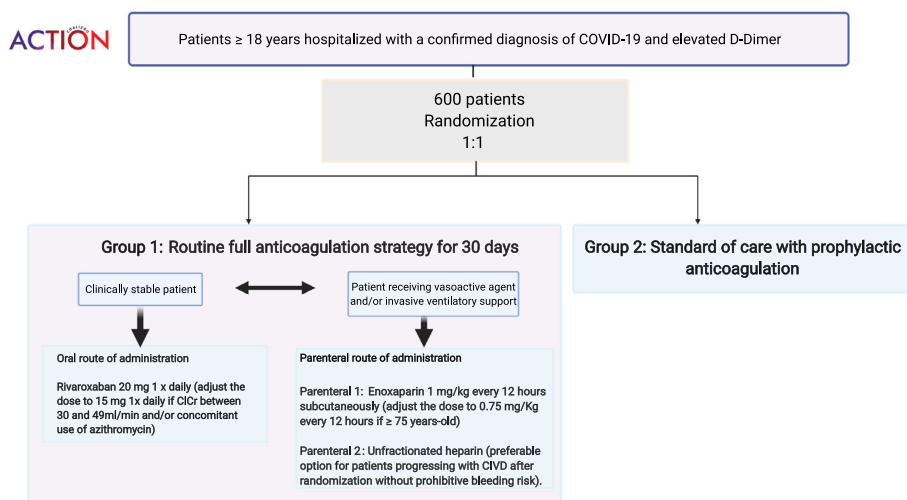 ACTION
Patients ≥ 18 years hospitalized with a confirmed diagnosis of COVID-19 and elevated D-Dimer
600 patients
Randomization
1:1
Group 1: Routine full anticoagulation strategy for 30 days
Clinically stable patient
Patient receiving vasoactive agent
and/or invasive ventilatory support
Oral route of administration
Rivaroxaban 20 mg 1 x daily (adjust the
dose to 15 mg 1x daily if ClCr between
30 and 49ml/min and/or concomitant
use of azithromycin)
Parenteral route of administration
Parenteral 1: Enoxaparin 1 mg/kg every 12 hours
subcutaneously (adjust the dose to 0.75 mg/Kg
every 12 hours if ≥ 75 years-old)
Parenteral 2: Unfractionated heparin (preferable
option for patients progressing with CIVD after
randomization without prohibitive bleeding risk).
Group 2: Standard of care with prophylactic
anticoagulation